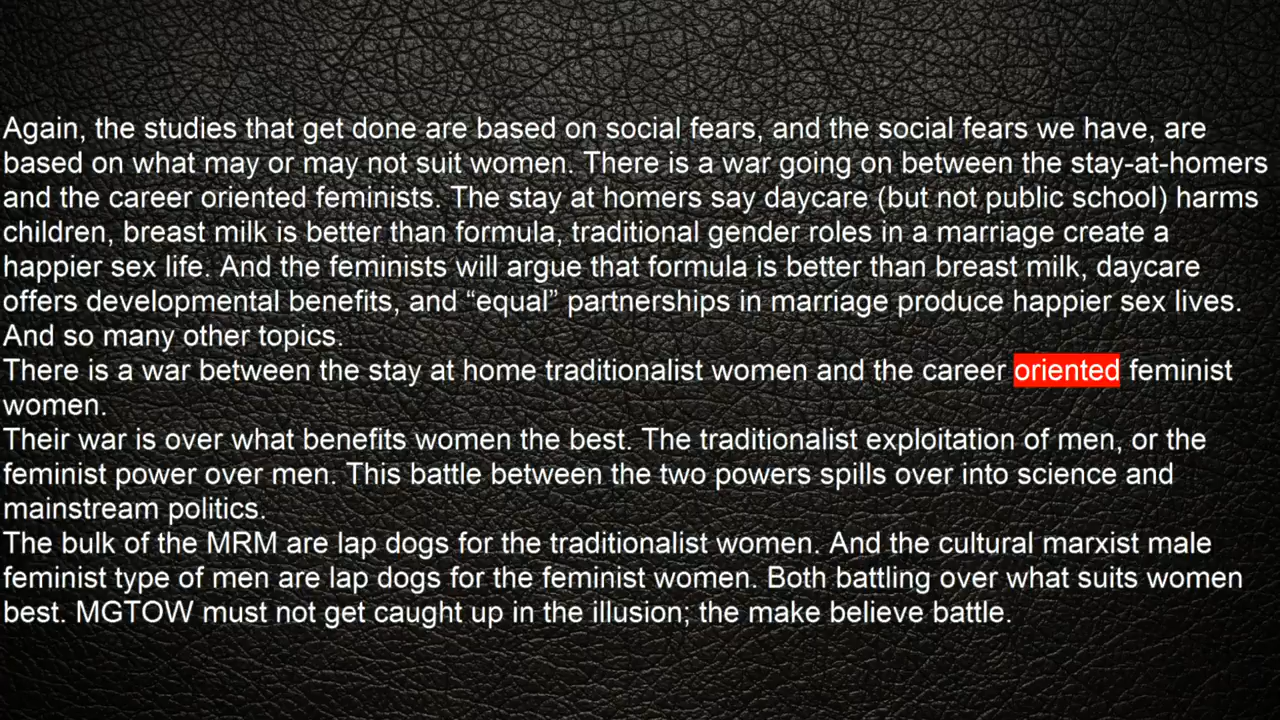 Again, the studies that get done are based on social fears, and the social fears we have, are
based on what may or may not suit women. There is a war going on between the stay-at-homers
and the career oriented feminists. The stay at homers say daycare (but not public school) harms
children, breast milk is better than formula, traditional gender roles in a marriage create a
happier sex life. And the feminists will argue that formula is better than breast milk, daycare
offers developmental benefits, and “equal” partnerships in marriage produce happier sex lives.
And so many other topics.
There is a war between the stay at home traditionalist women and the career oriented feminist
women.
Their war is over what benefits women the best. The traditionalist exploitation of men, or the
feminist power over men. This battle between the two powers spills over into science and
mainstream politics.
The bulk of the MRM are lap dogs for the traditionalist women. And the cultural marxist male
feminist type of men are lap dogs for the feminist women. Both battling over what suits women
best. MGTOW must not get caught up in the illusion; the make believe battle.